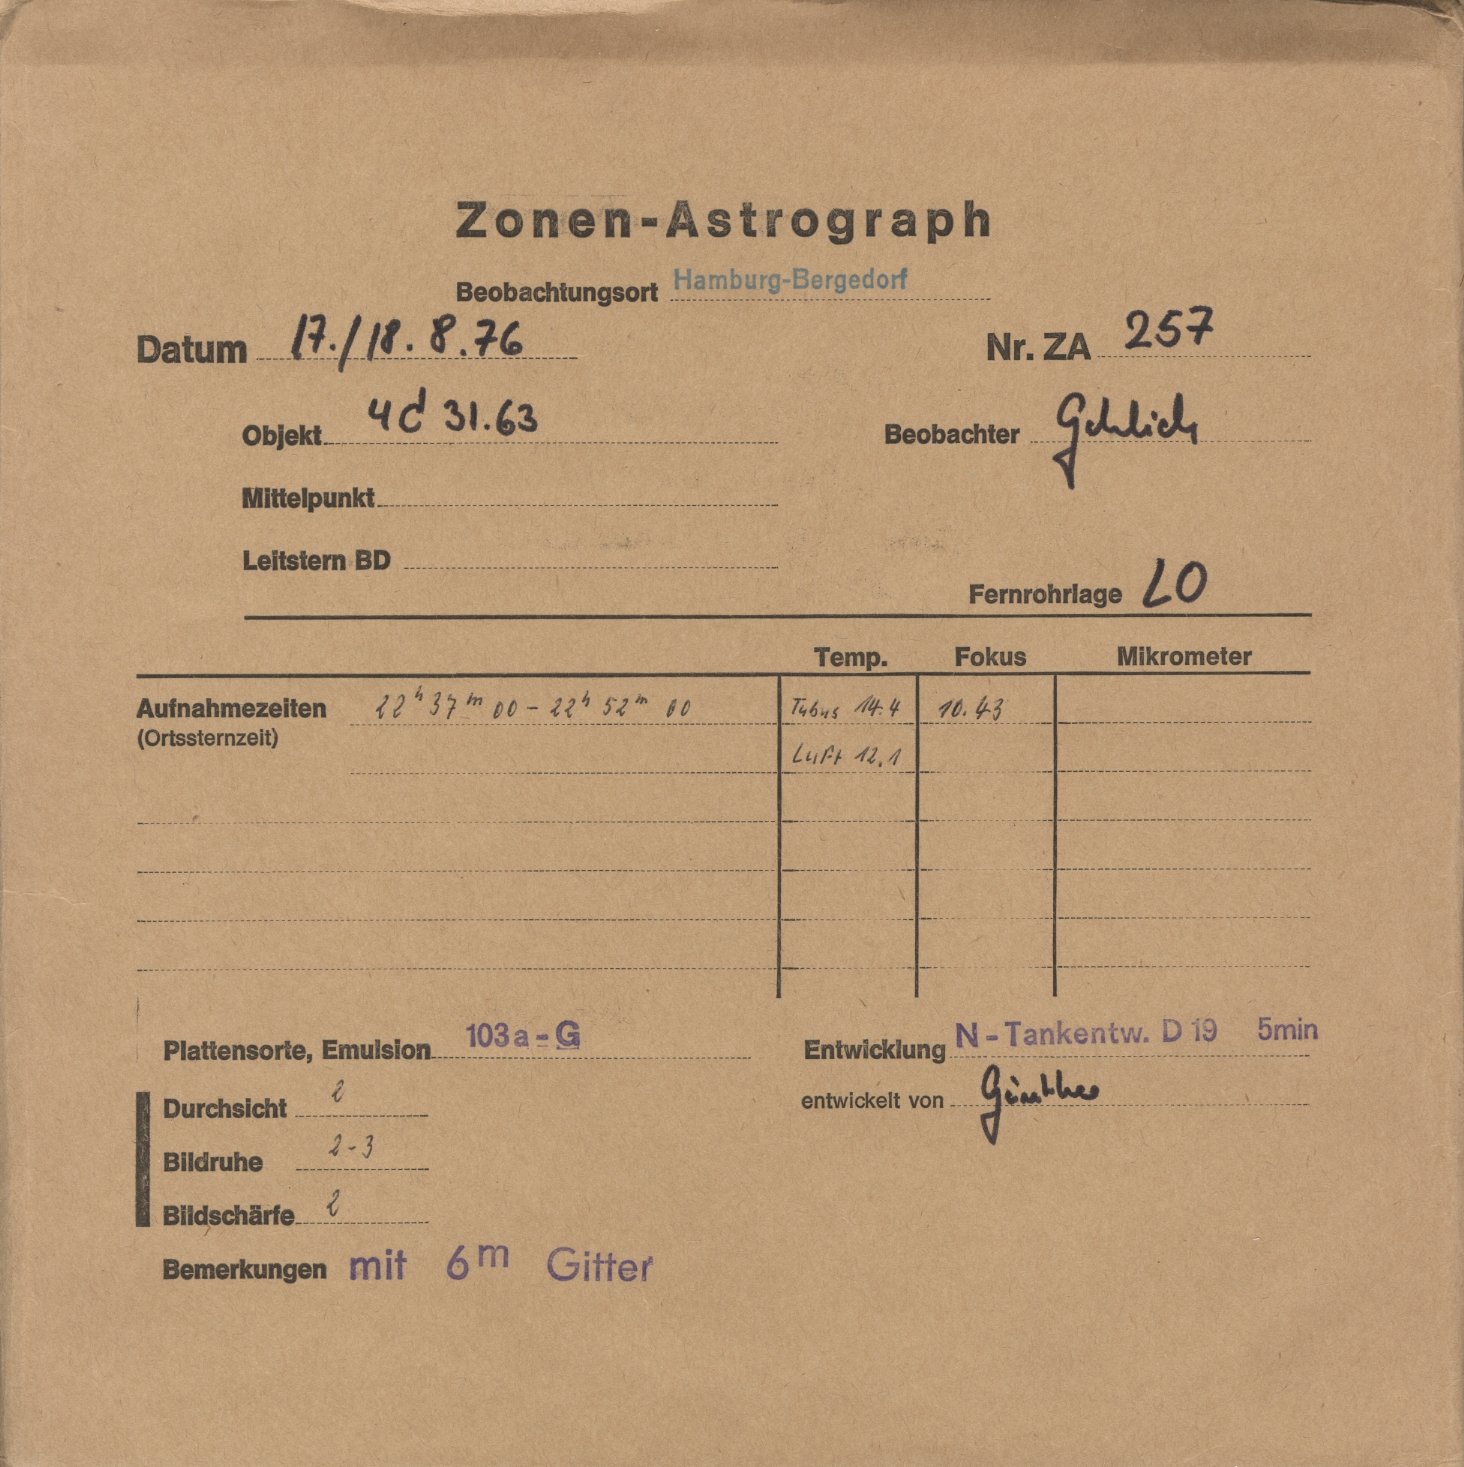 Zonen-Astrograph
Beobachtungsort Hamburg-Bergedorf
Datum 17./18.8.76 Nr. ZA 257
Objekt 4C 31.63 Beobachter
Mittelpunkt
Leitstern BD
Fernrohrlage LO
Temp. Fokus Mikrometer
Aufnahmezeiten 22h 37m 00 - 22h 52m 00 Tubus 14.4 10.43
(Ortssternzeit) Luft 12.1
Plattensorte, Emulsion 103a-G Entwicklung N-Tankentw. D 19 5min
Durchsicht 2 entwickelt von Günther
Bildruhe 2-3
Bildschärfe 2
Bemerkungen mit 6m Gitter